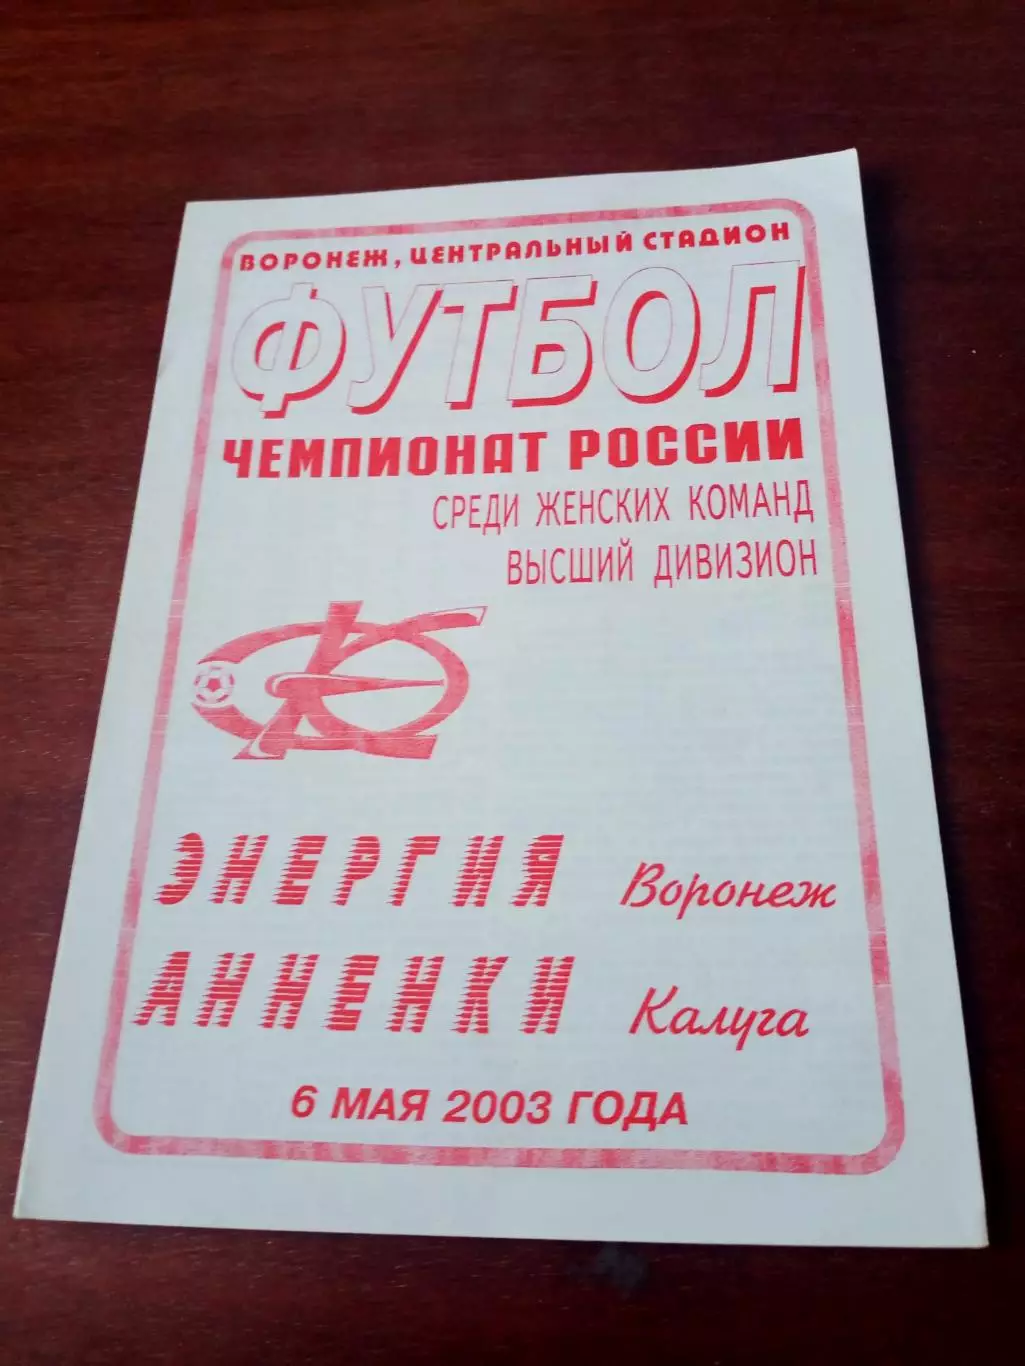 ВОРОНЕЖ, ЦЕНТРАЛЬНЫЙ СТАДИОН
ФУТБОЛ
ЧЕМПИОНАТ РОССИИ
СРЕДИ ЖЕНСКИХ КОМАНД
ВЫСШИЙ ДИВИЗИОН
ЭНЕРГИЯ Воронеж
АННЕНКИ Калуга
6 МАЯ 2003 ГОДА